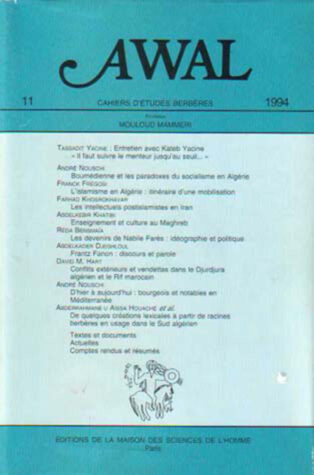 AWAL
11 CAHIERS D'ÉTUDES BERBÈRES 1994
Fondateur
MOULOUD MAMMERI
TASSADIT YACINE : Entretien avec Kateb Yacine
« Il faut suivre le menteur jusqu'au seuil... »
ANDRÉ NOUSCHI
Boumédienne et les paradoxes du socialisme en Algérie
FRANCK FRÉGOSI
L'islamisme en Algérie : itinéraire d'une mobilisation
FARHAD KHOSROKHAVAR
Les intellectuels postislamistes en Iran
ABDELKEBIR KHATIBI
Enseignement et culture au Maghreb
RÉDA BENSMAÏA
Les devenirs de Nabile Farès : idéographie et politique
ABDELKADER DJEGHLOUL
Frantz Fanon : discours et parole
DAVID M. HART
Conflits extérieurs et vendettas dans le Djurdjura
algérien et le Rif marocain
ANDRÉ NOUSCHI
D'hier à aujourd'hui : bourgeois et notables en
Méditerranée
ABDERRAHMANE U AÏSSA HOUACHE et al.
De quelques créations lexicales à partir de racines
berbères en usage dans le Sud algérien
Textes et documents
Actuelles
Comptes rendus et résumés
ÉDITIONS DE LA MAISON DES SCIENCES DE L'HOMME
Paris